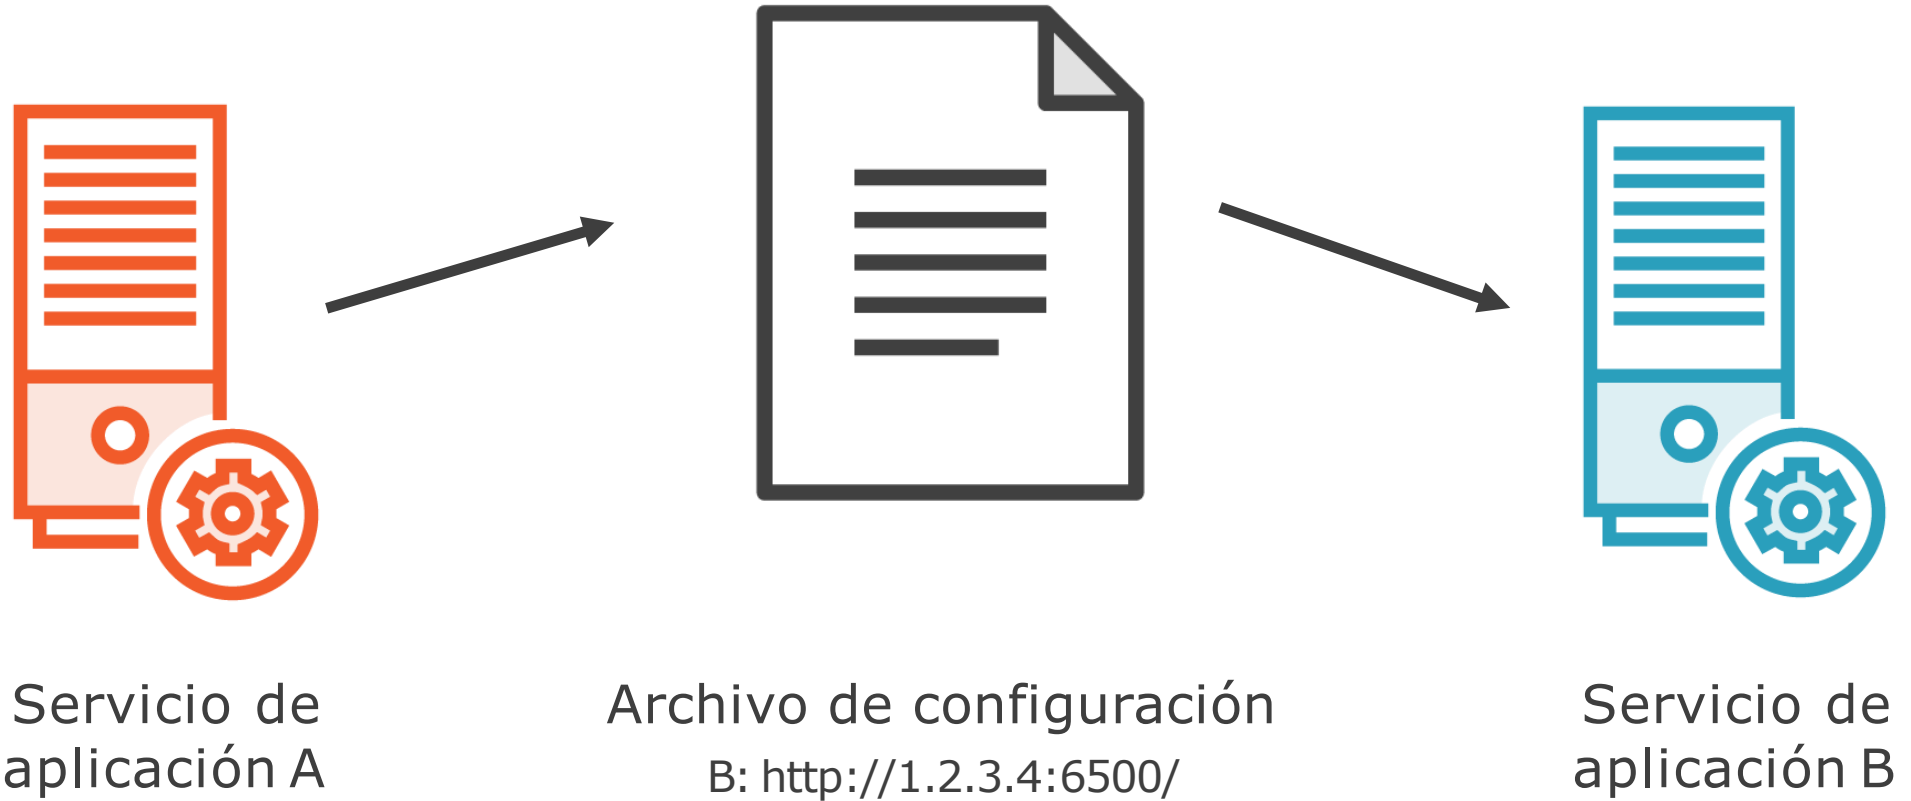 Servicio de
aplicación A
Archivo de configuración
B: http://1.2.3.4:6500/
Servicio de
aplicación B